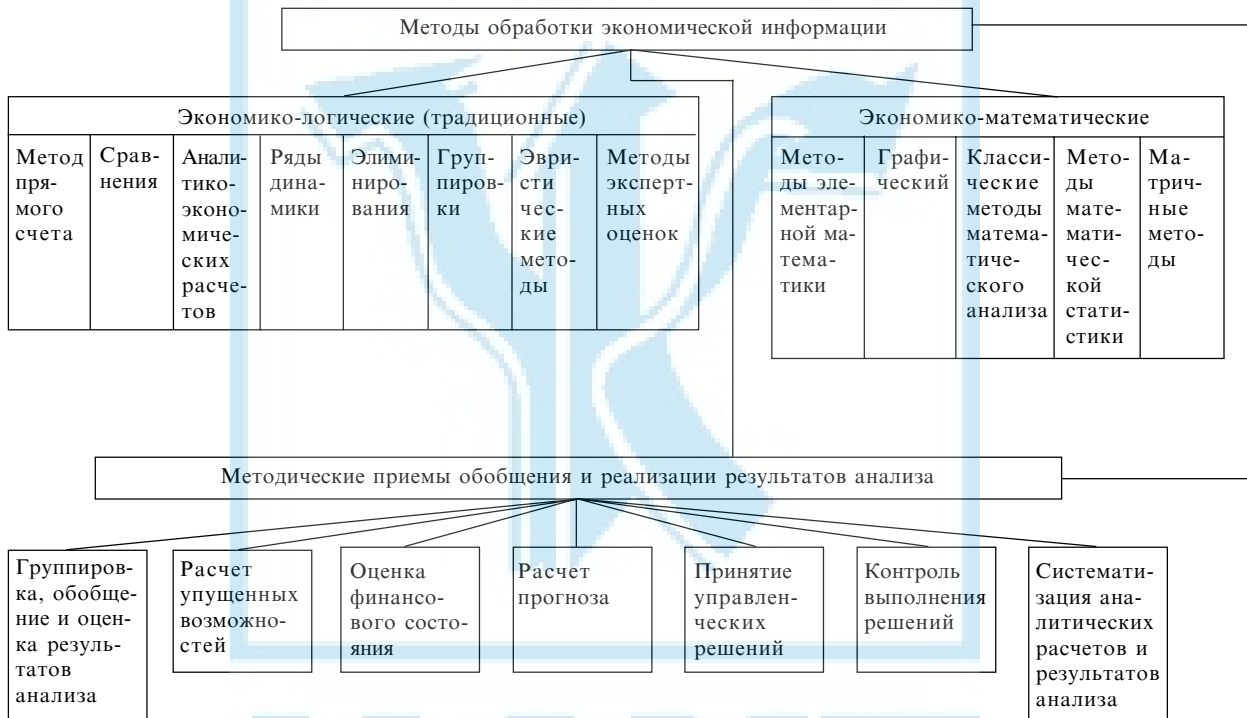 Методы обработки экономической информации
Экономико-логические (традиционные)
Метод
пря-
мого
счета
Срав-
нения
Анали-
тико-
эконо-
миче-
ских
расче-
тов
Ряды
дина-
мики
Элими-
ниро-
вания
Груп-
пиров-
ки
Эври-
сти
чес-
кие
мето-
ды
Методы
эксперт-
ных
оценок
Экономико-математические
Мето-
ды эле-
ментар-
ной ма-
тема-
тики
Графи-
ческий
Класси-
ческие
методы
матема-
тиче-
ского
анализа
Мето-
ды
мате-
мати-
чес-
кой
стати-
стики
Ма-
трич-
ные
мето-
ды
Методические приемы обобщения и реализации результатов анализа
Группиров-
ка, обобще-
ние и оцен-
ка резуль-
татов
анализа
Расчет
упущенных
возможно-
стей
Оценка
финансо-
вого состо-
яния
Расчет
прогноза
Принятие
управлен-
ческих
решений
Контроль
выполнения
решений
Системати-
зация ана-
литических
расчетов и
результатов
анализа